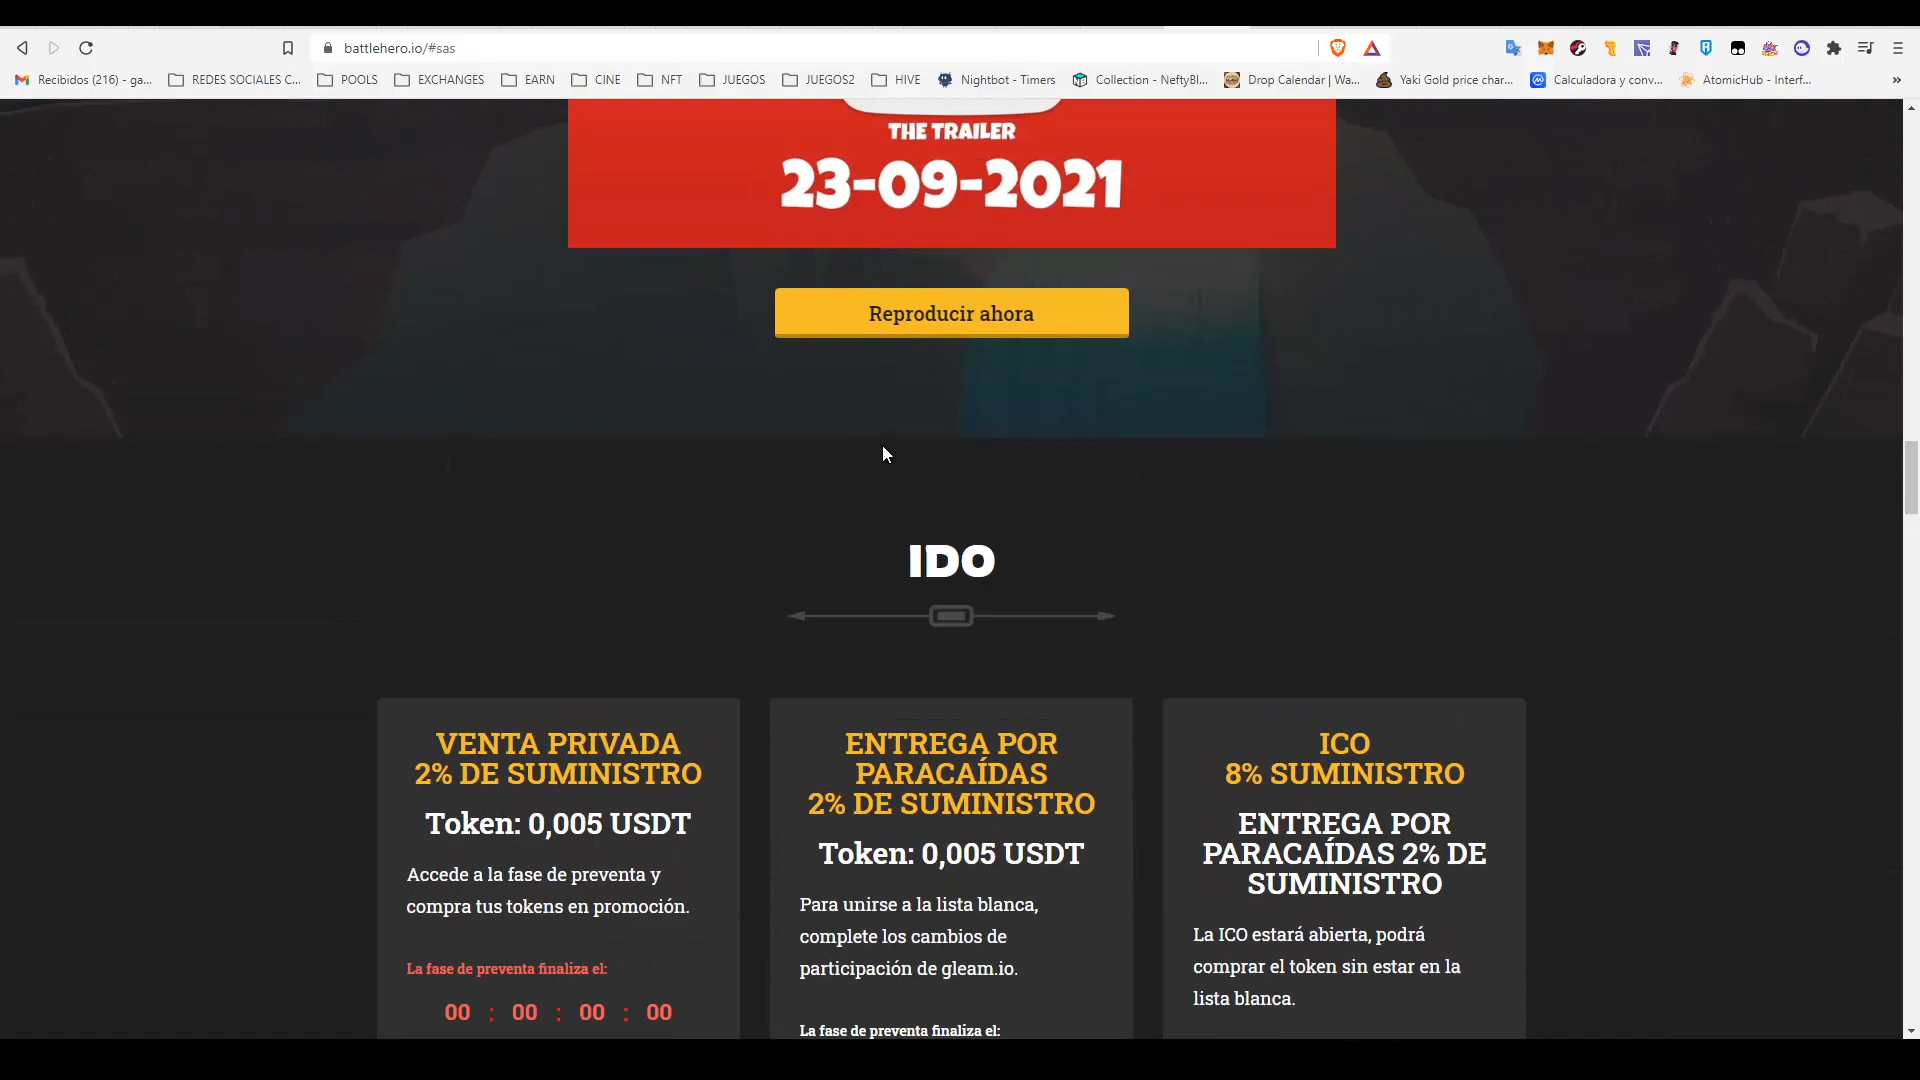 battlehero.io/#sas
Recibidos (216) - ga...
REDES SOCIALES C...
POOLS
EXCHANGES
EARN
CINE
NFT
JUEGOS
JUEGOS2
HIVE
Nightbot - Timers
Collection - NeftyBl...
Drop Calendar | Wa...
Yaki Gold price char...
Calculadora y conv...
AtomicHub - Interf...
THE TRAILER
23-09-2021
Reproducir ahora
IDO
VENTA PRIVADA
2% DE SUMINISTRO
Token: 0,005 USDT
Accede a la fase de preventa y
compra tus tokens en promoción.
La fase de preventa finaliza el:
00 : 00 : 00 : 00
ENTREGA POR
PARACAÍDAS
2% DE SUMINISTRO
Token: 0,005 USDT
Para unirse a la lista blanca,
complete los cambios de
participación de gleam.io.
La fase de preventa finaliza el:
ICO
8% SUMINISTRO
ENTREGA POR
PARACAÍDAS 2% DE
SUMINISTRO
La ICO estará abierta, podrá
comprar el token sin estar en la
lista blanca.